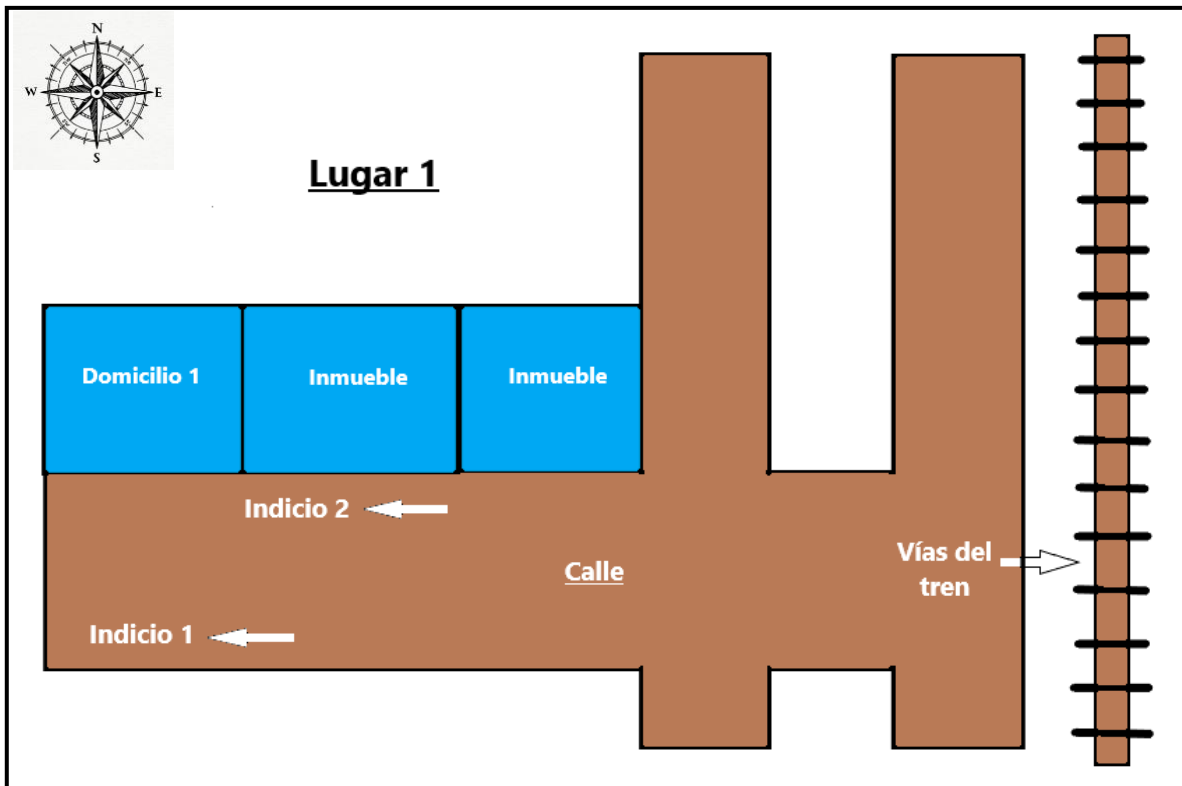 N
W
E
S
Lugar 1
Domicilio 1
Inmueble
Inmueble
Indicio 2
Calle
Vías del
tren
Indicio 1